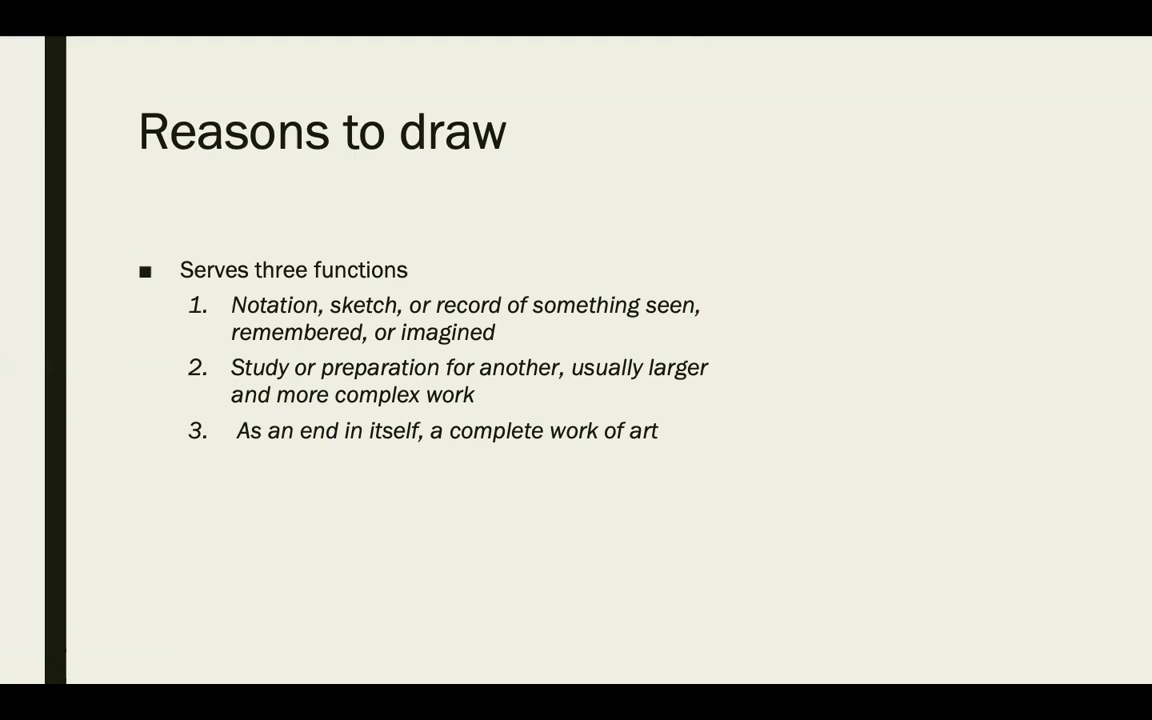 Reasons to draw
■ Serves three functions
1. Notation, sketch, or record of something seen,
remembered, or imagined
2. Study or preparation for another, usually larger
and more complex work
3. As an end in itself, a complete work of art